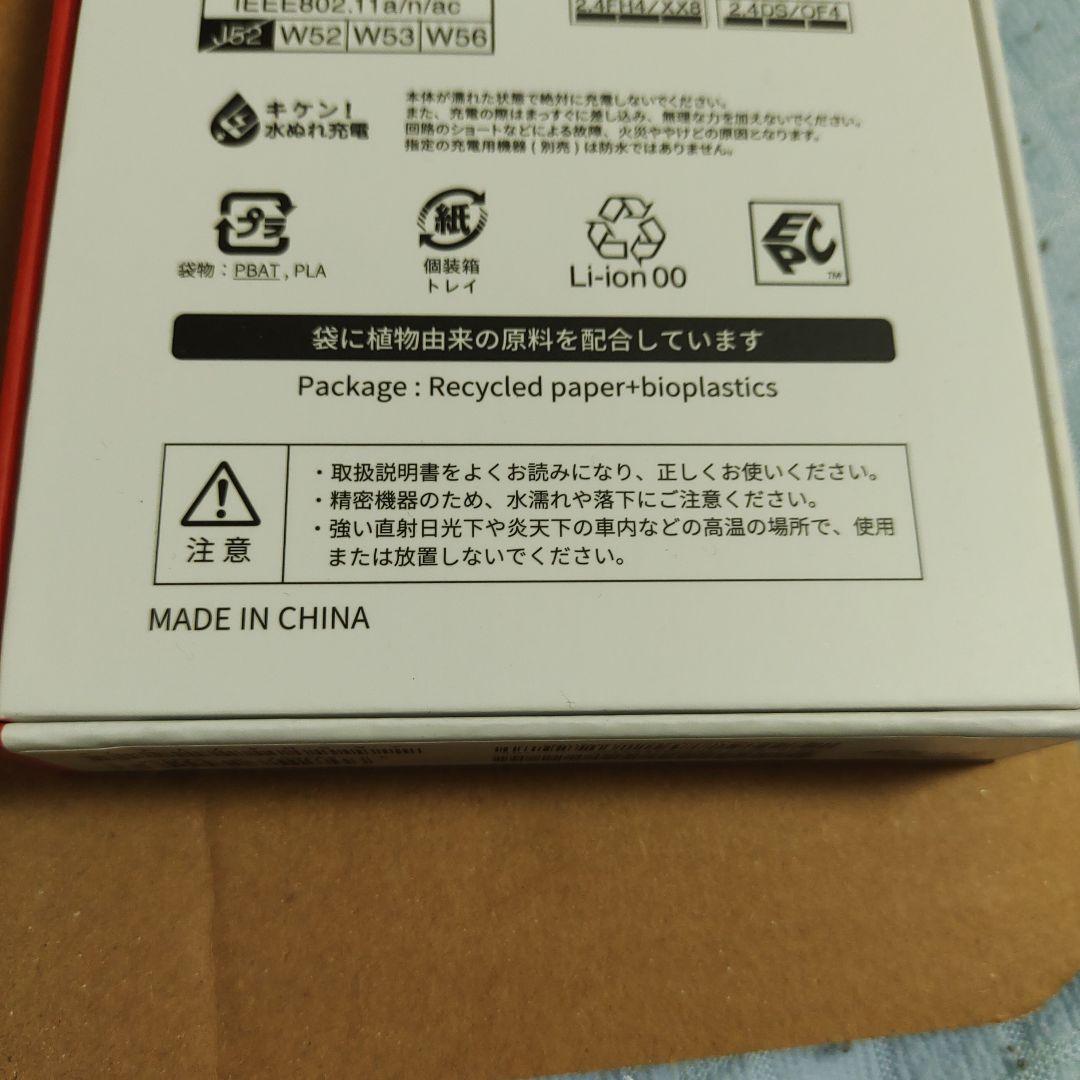 IEEE802.11a/n/ac
J52 W52 W53 W56
2.4FH4/XX8
2.4DS/OF4
キケン!
水ぬれ充電
本体が濡れた状態で絶対に充電しないでください。
また、充電の際はまっすぐに差し込み、無理な力を加えないでください。
回路のショートなどによる故障、火災ややけどの原因となります。
指定の充電用機器(別売)は防水ではありません。
プラ
袋物:PBAT,PLA
紙
個装箱
トレイ
Li-ion 00
EPC
TM
袋に植物由来の原料を配合しています
Package : Recycled paper+bioplastics
注意
・取扱説明書をよくお読みになり、正しくお使いください。
・精密機器のため、水濡れや落下にご注意ください。
・強い直射日光下や炎天下の車内などの高温の場所で、使用
または放置しないでください。
MADE IN CHINA